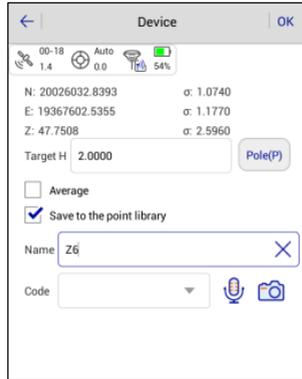 Device
OK
00-18 Auto
1.4 0.0 54%
N: 20026032.8393 σ: 1.0740
E: 19367602.5355 σ: 1.1770
Z: 47.7508 σ: 2.5960
Target H 2.0000 Pole(P)
Average
Save to the point library
Name Z6
Code